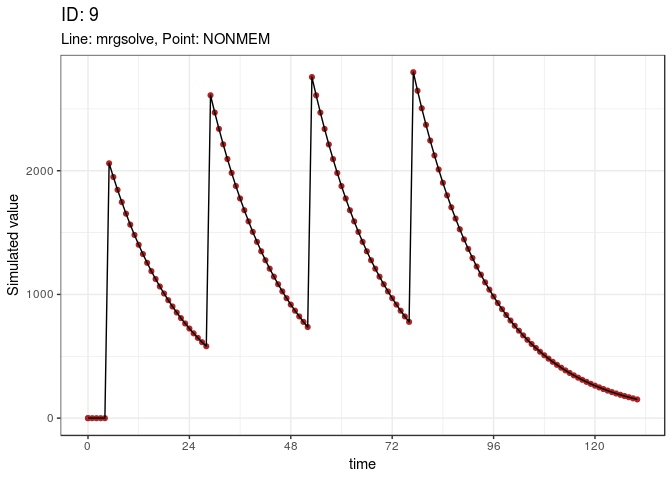 ID: 9
Line: mrgsolve, Point: NONMEM
Simulated value
2000
1000
0
0 24 48 72 96 120
time